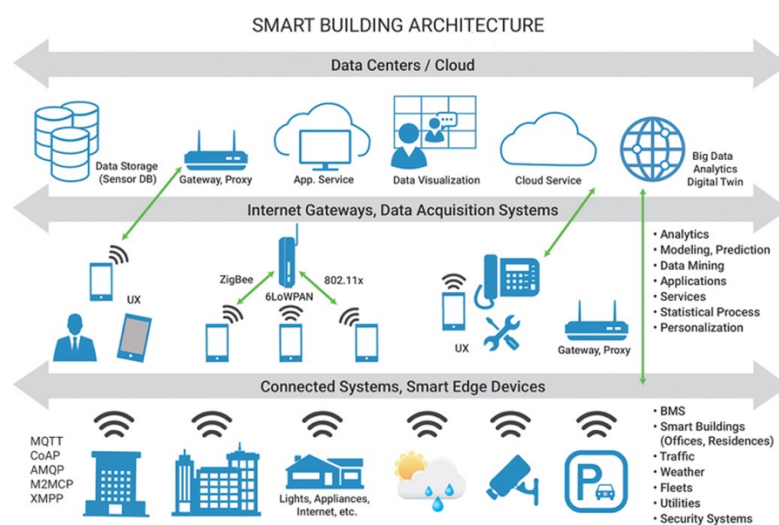 SMART BUILDING ARCHITECTURE
Data Centers / Cloud
Data Storage
(Sensor DB)
Gateway, Proxy
App. Service
Data Visualization
Cloud Service
Big Data
Analytics
Digital Twin
Internet Gateways, Data Acquisition Systems
UX
ZigBee
802.11x
6LoWPAN
UX
Gateway, Proxy
• Analytics
• Modeling, Prediction
• Data Mining
• Applications
• Services
• Statistical Process
• Personalization
Connected Systems, Smart Edge Devices
MQTT
CoAP
AMQP
M2MCP
XMPP
Lights, Appliances,
Internet, etc.
P
• BMS
• Smart Buildings
(Offices, Residences)
• Traffic
• Weather
• Fleets
• Utilities
• Security Systems